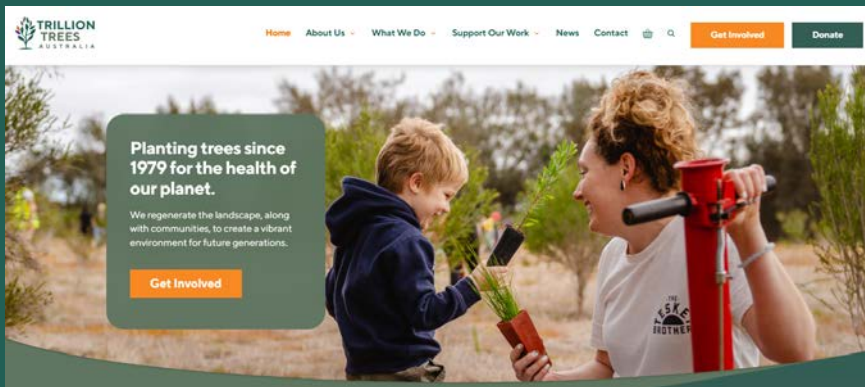 TRILLION
TREES
AUSTRALIA
Home About Us What We Do Support Our Work News Contact Get Involved Donate
Planting trees since
1979 for the health of
our planet.
We regenerate the landscape, along
with communities, to create a vibrant
environment for future generations.
Get Involved
THE
TESKEY
BROTHERS